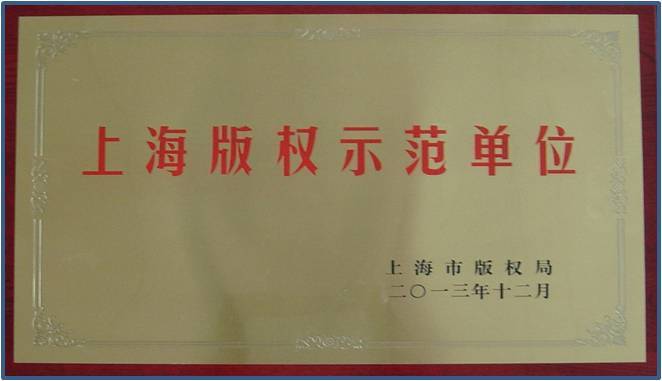 上海版权示范单位
上海市版权局
二〇一三年十二月